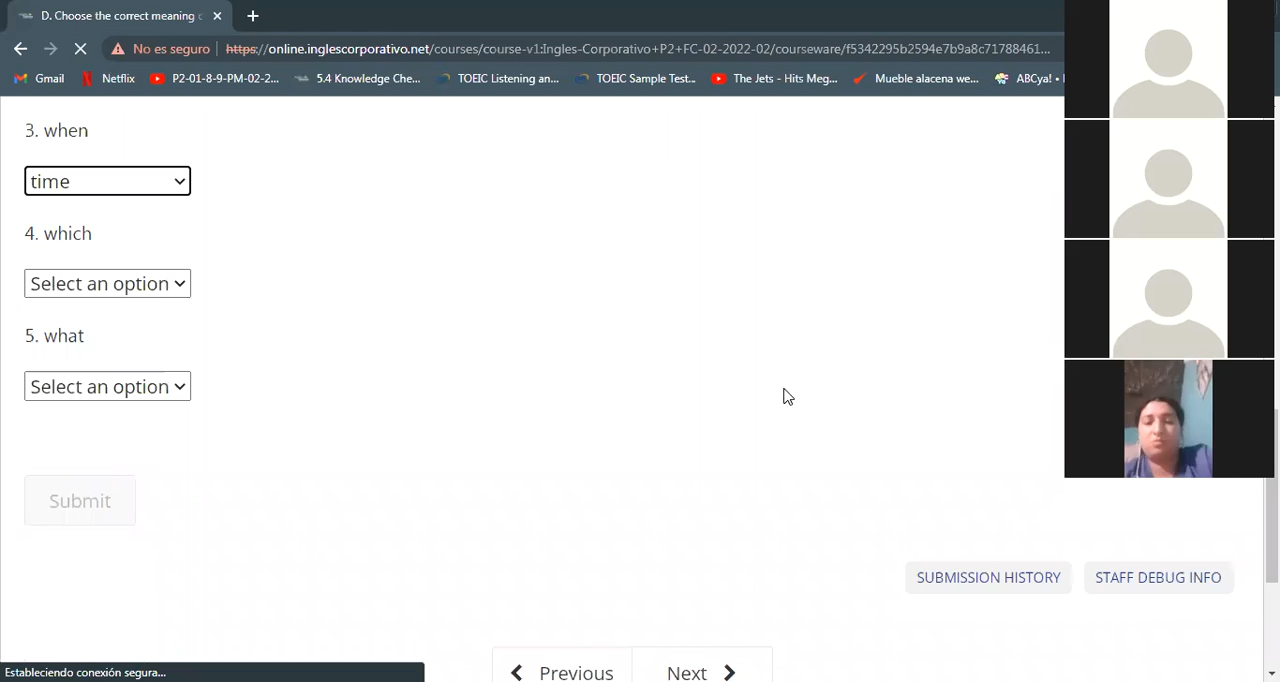 D. Choose the correct meaning
No es seguro https://online.inglescorporativo.net/courses/course-v1:Ingles-Corporativo+P2+FC-02-2022-02/courseware/f5342295b2594e7b9a8c71788461...
Gmail Netflix P2-01-8-9-PM-02-2... 5.4 Knowledge Che... TOEIC Listening an... TOEIC Sample Test... The Jets - Hits Meg... Mueble alacena we... ABCya! •
3. when
time
4. which
Select an option
5. what
Select an option
Submit
SUBMISSION HISTORY STAFF DEBUG INFO
Previous Next
Estableciendo conexión segura...